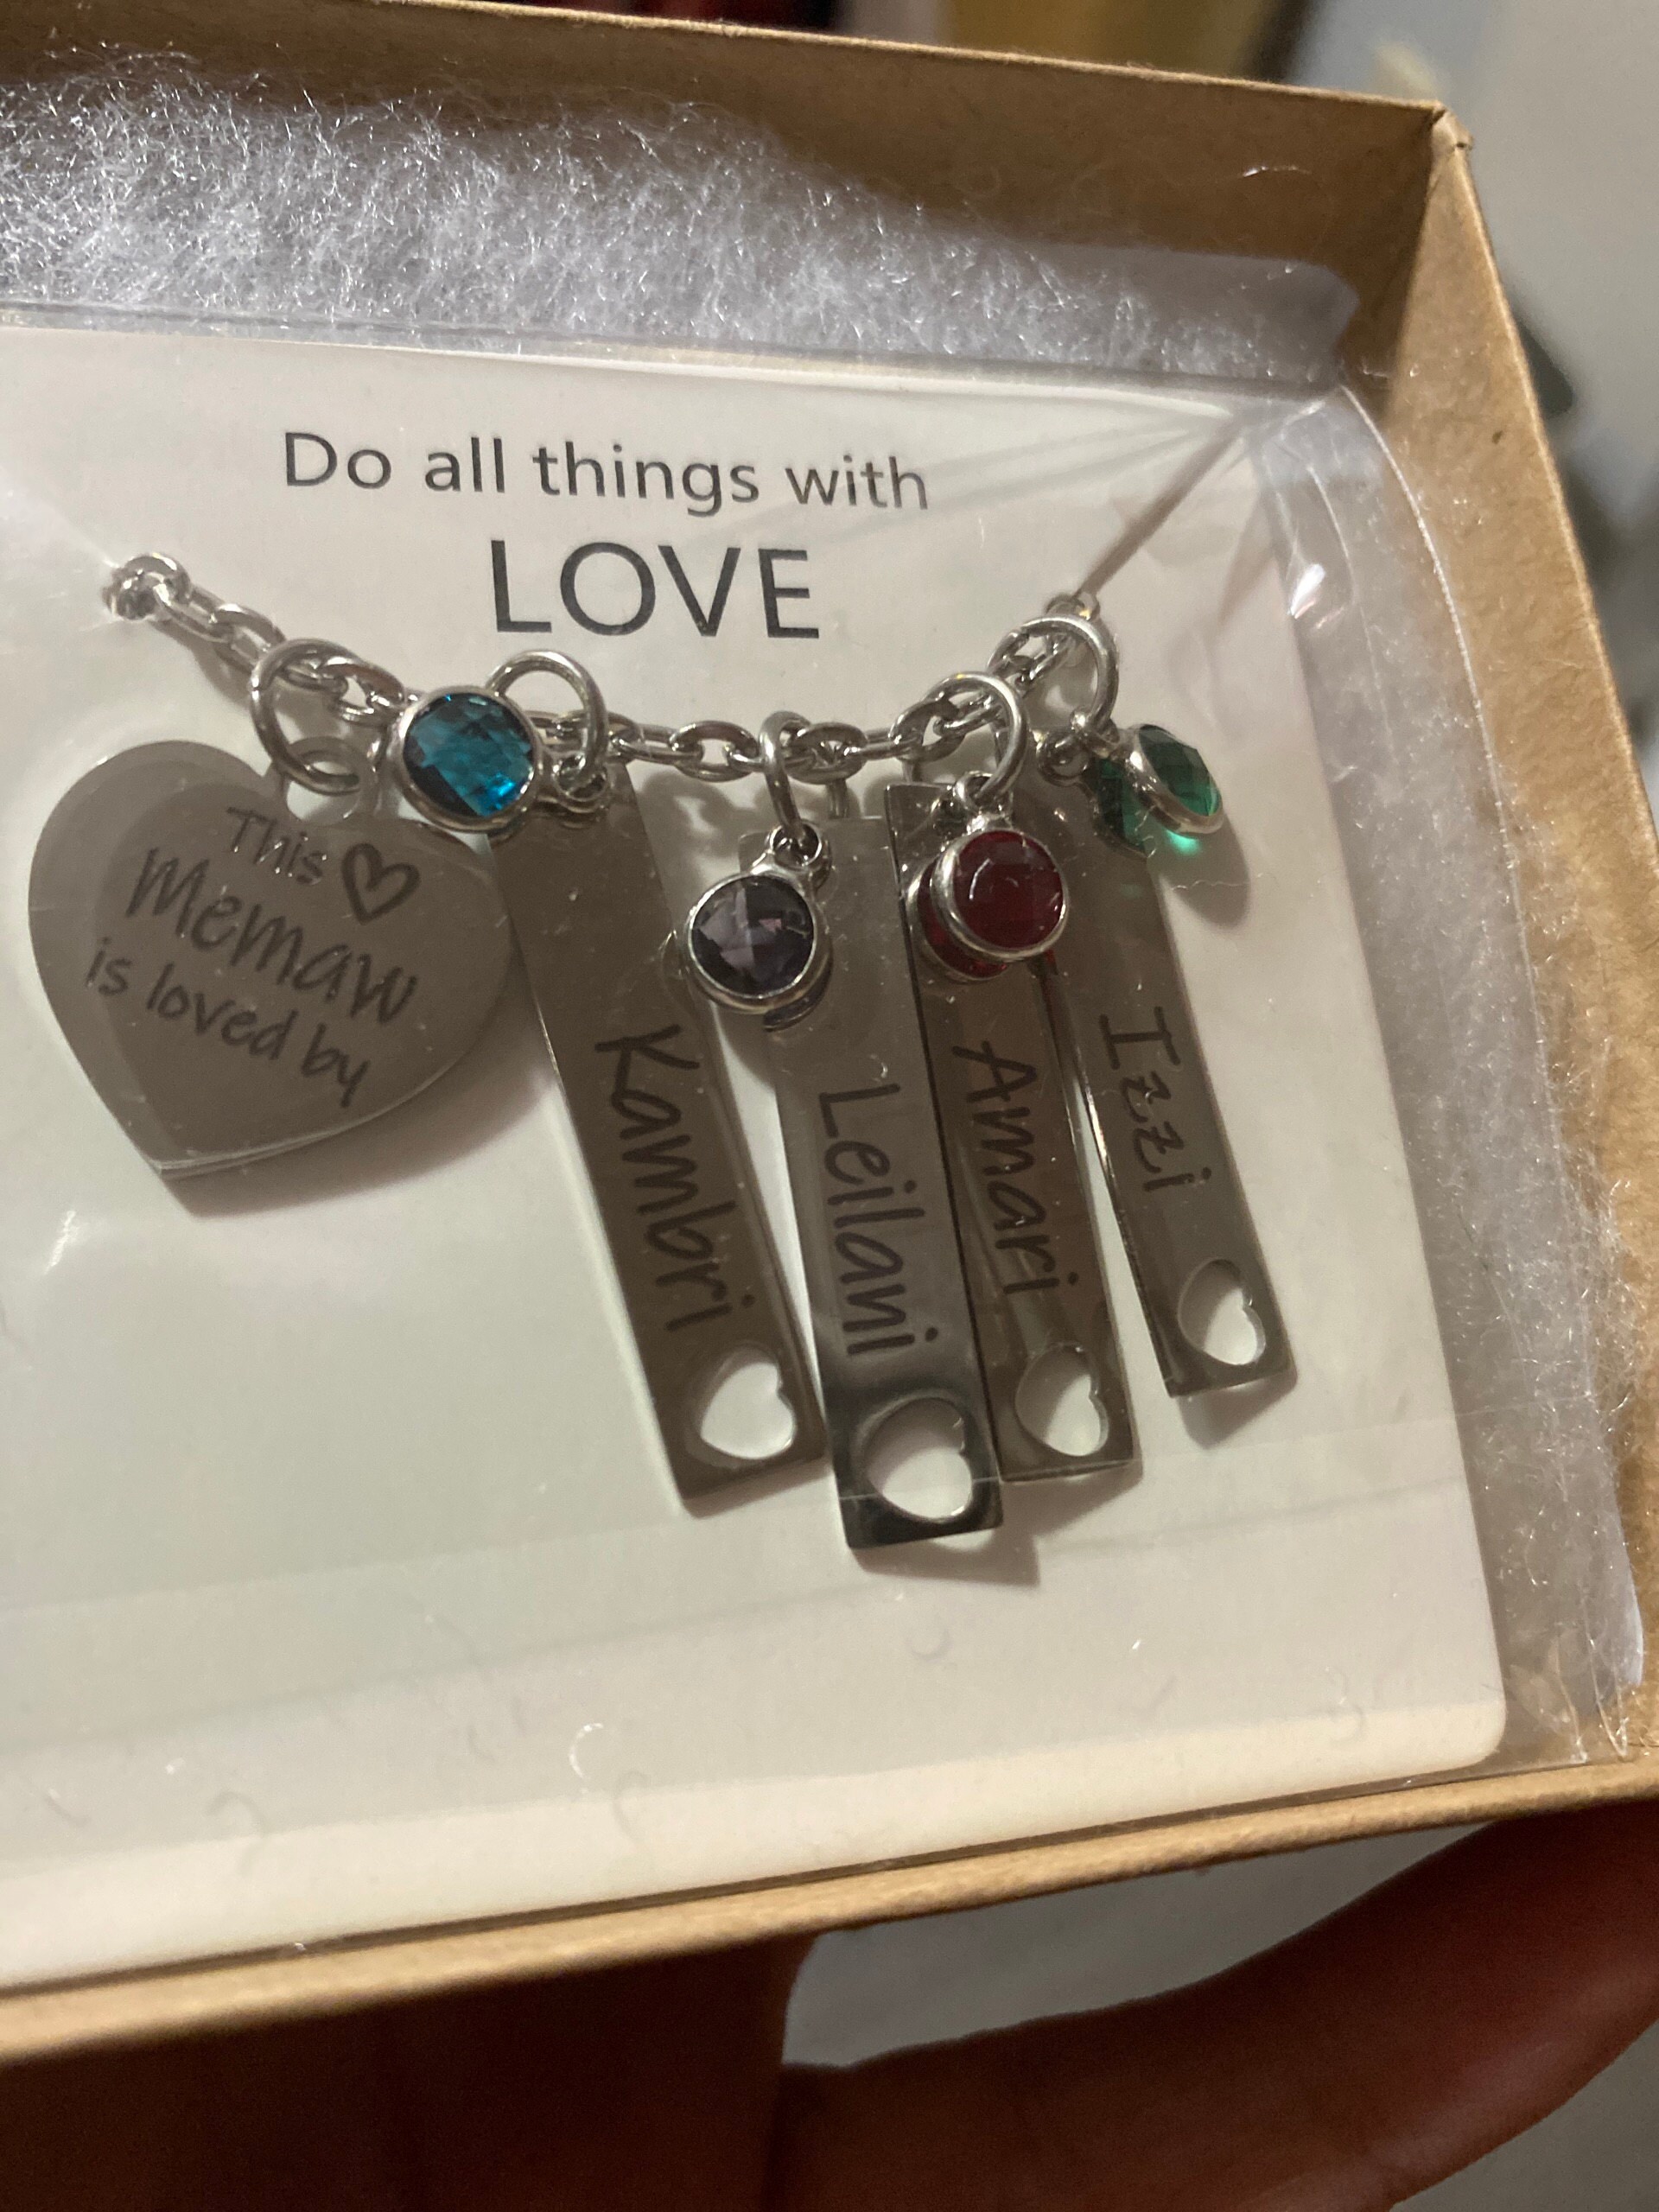 Do all things with
LOVE
This
Memaw
is loved by
Kambri
Leilani
Amari
Izzi